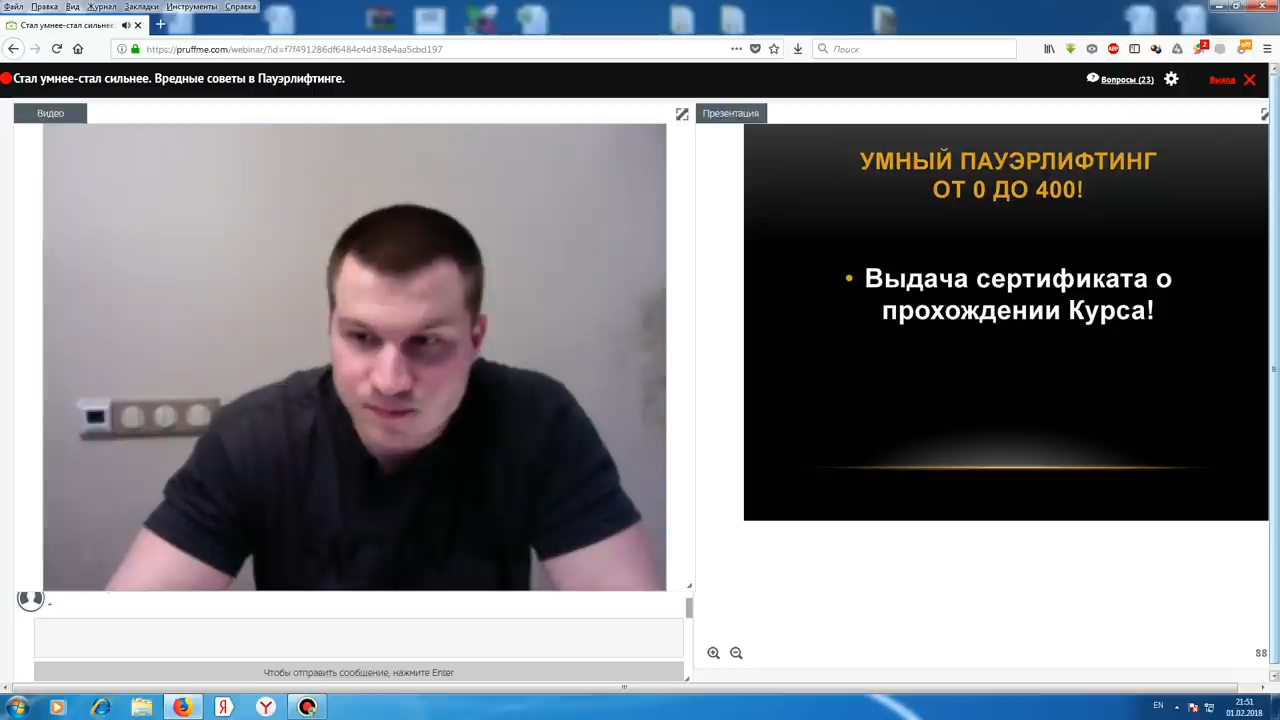 Файл Правка Вид Журнал Закладки Инструменты Справка
Стал умнее-стал сильнее
https://pruffme.com/webinar/?id=f7f491286df6484c4d438e4aa5cbd197
Поиск
Стал умнее-стал сильнее. Вредные советы в Пауэрлифтинге.
Вопросы (23)
Выход
Видео
Презентация
УМНЫЙ ПАУЭРЛИФТИНГ
ОТ 0 ДО 400!
• Выдача сертификата о
прохождении Курса!
Чтобы отправить сообщение, нажмите Enter
88
EN
21:51
01.02.2018